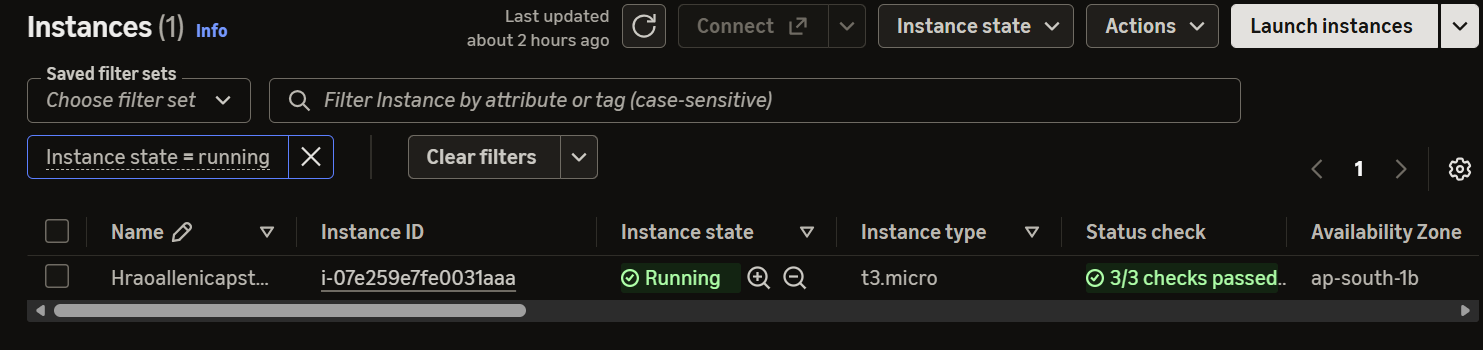 Instances (1) Info
Last updated
about 2 hours ago
Connect
Instance state
Actions
Launch instances
Saved filter sets
Choose filter set
Filter Instance by attribute or tag (case-sensitive)
Instance state = running
Clear filters
1
Name Instance ID Instance state Instance type Status check Availability Zone
Hraoallenicapst... i-07e259e7fe0031aaa Running t3.micro 3/3 checks passed.. ap-south-1b